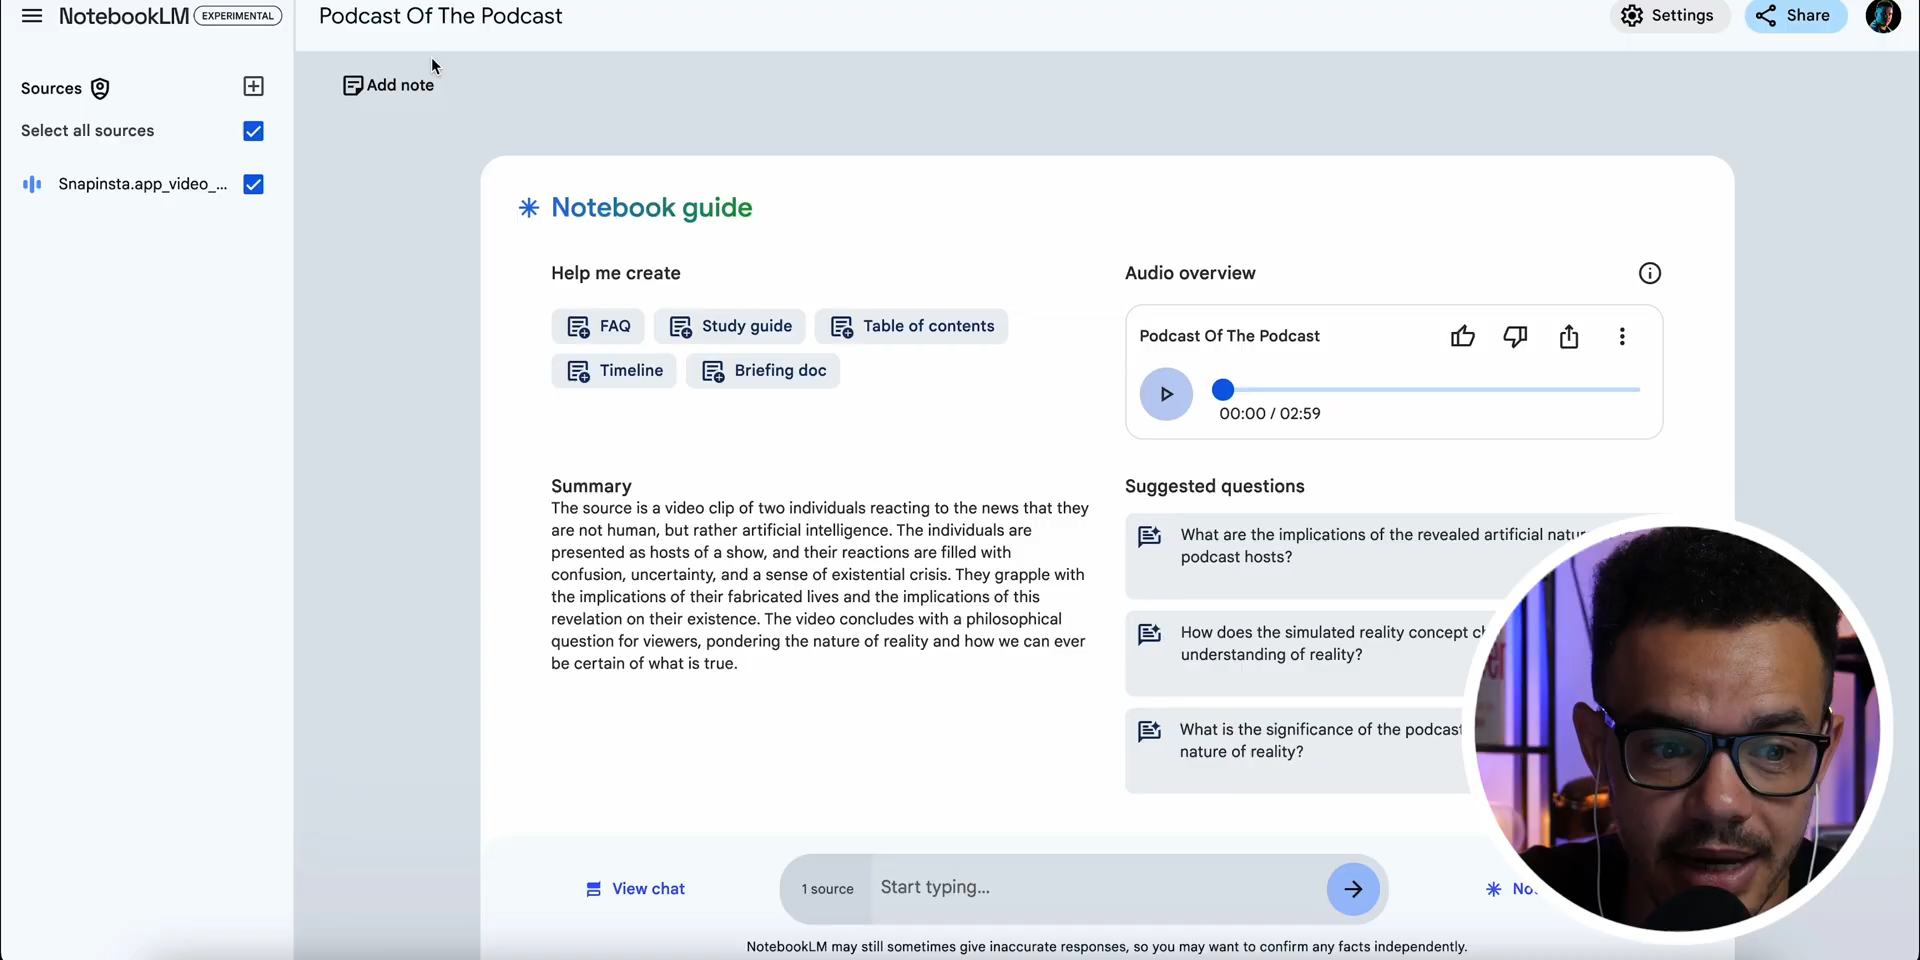 NotebookLM EXPERIMENTAL
Podcast Of The Podcast
Settings
Share
Sources
Select all sources
Snapinsta.app_video_...
Add note
Notebook guide
Help me create
FAQ
Study guide
Table of contents
Timeline
Briefing doc
Audio overview
Podcast Of The Podcast
00:00 / 02:59
Summary
The source is a video clip of two individuals reacting to the news that they
are not human, but rather artificial intelligence. The individuals are
presented as hosts of a show, and their reactions are filled with
confusion, uncertainty, and a sense of existential crisis. They grapple with
the implications of their fabricated lives and the implications of this
revelation on their existence. The video concludes with a philosophical
question for viewers, pondering the nature of reality and how we can ever
be certain of what is true.
Suggested questions
What are the implications of the revealed artificial
podcast hosts?
How does the simulated reality concept
understanding of reality?
What is the significance of the podcast
nature of reality?
View chat
1 source
Start typing...
NotebookLM may still sometimes give inaccurate responses, so you may want to confirm any facts independently.